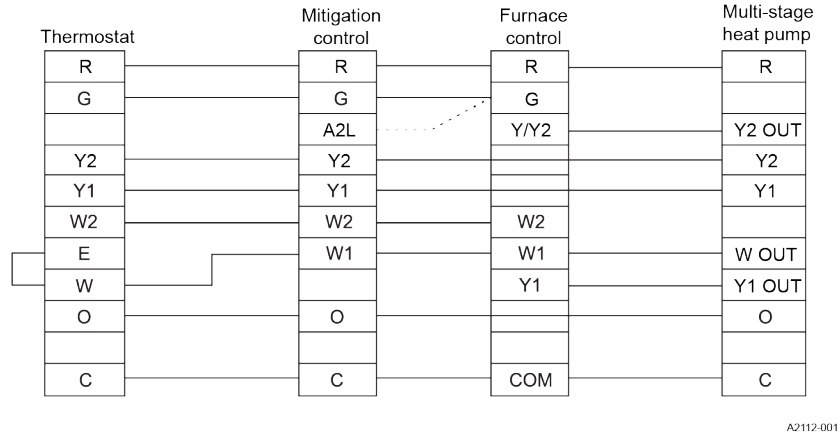 Thermostat
Mitigation
control
Furnace
control
Multi-stage
heat pump
R R R R
G G G
A2L Y/Y2 Y2 OUT
Y2 Y2 Y2
Y1 Y1 Y1
W2 W2 W2
E W1 W1 W OUT
W Y1 Y1 OUT
O O O
C C COM C
A2112-001